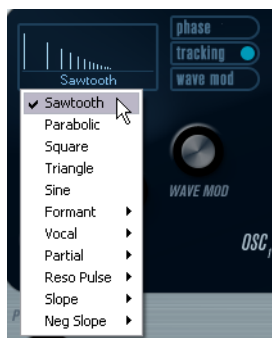 phase
tracking
wave mod
Sawtooth
Sawtooth
Parabolic
Square
Triangle
Sine
Formant
Vocal
Partial
Reso Pulse
Slope
Neg Slope
WAVE MOD
OSC1
P